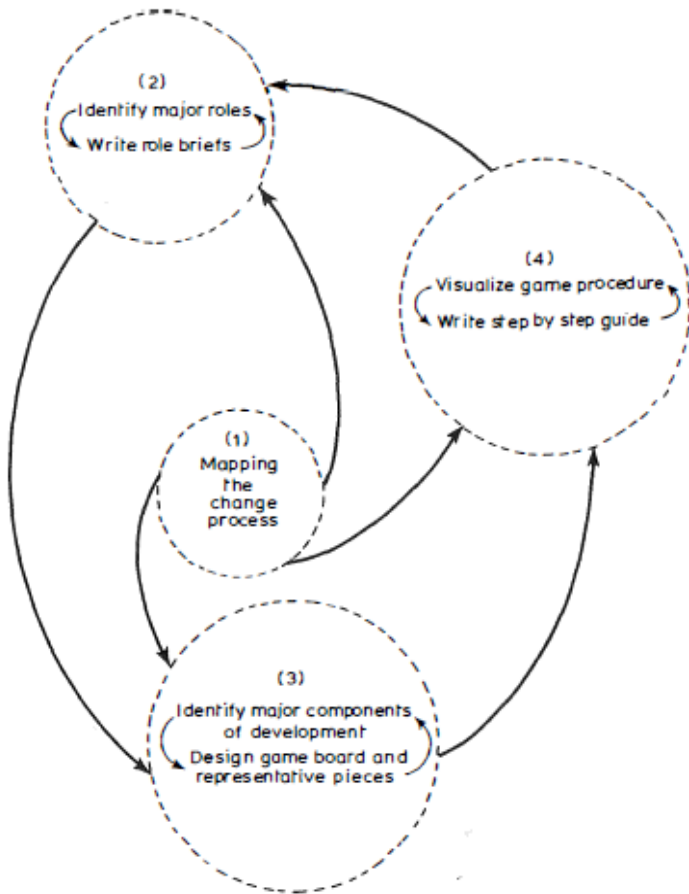 (2)
Identify major roles
Write role briefs
(4)
Visualize game procedure
Write step by step guide
(1)
Mapping
the
change
process
(3)
Identify major components
of development
Design game board and
representative pieces